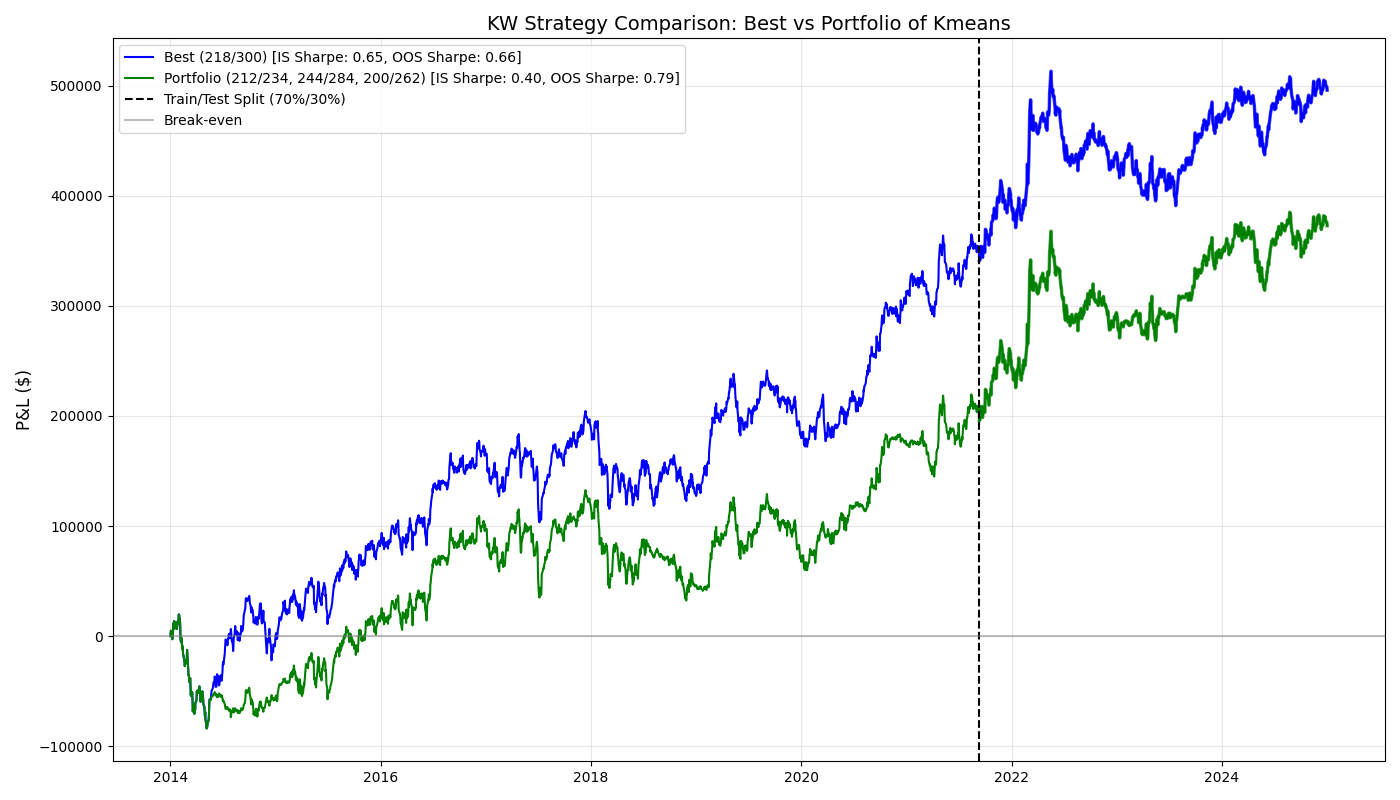 KW Strategy Comparison: Best vs Portfolio of Kmeans
Best (218/300) [IS Sharpe: 0.65, OOS Sharpe: 0.66]
Portfolio (212/234, 244/284, 200/262) [IS Sharpe: 0.40, OOS Sharpe: 0.79]
Train/Test Split (70%/30%)
Break-even
P&L ($)
500000
400000
300000
200000
100000
0
−100000
2014
2016
2018
2020
2022
2024